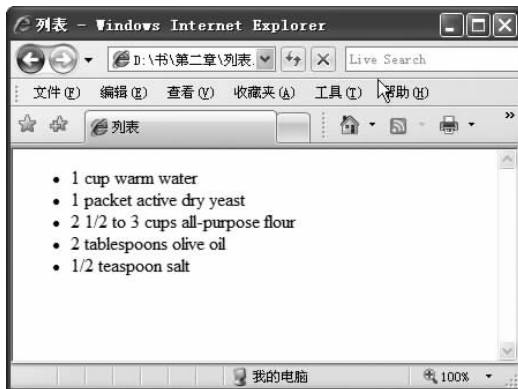 列表 - Windows Internet Explorer
D:\书\第二章\列表.
Live Search
文件(F) 编辑(E) 查看(V) 收藏夹(A) 工具(T) 帮助(H)
列表
»
• 1 cup warm water
• 1 packet active dry yeast
• 2 1/2 to 3 cups all-purpose flour
• 2 tablespoons olive oil
• 1/2 teaspoon salt
我的电脑 100%